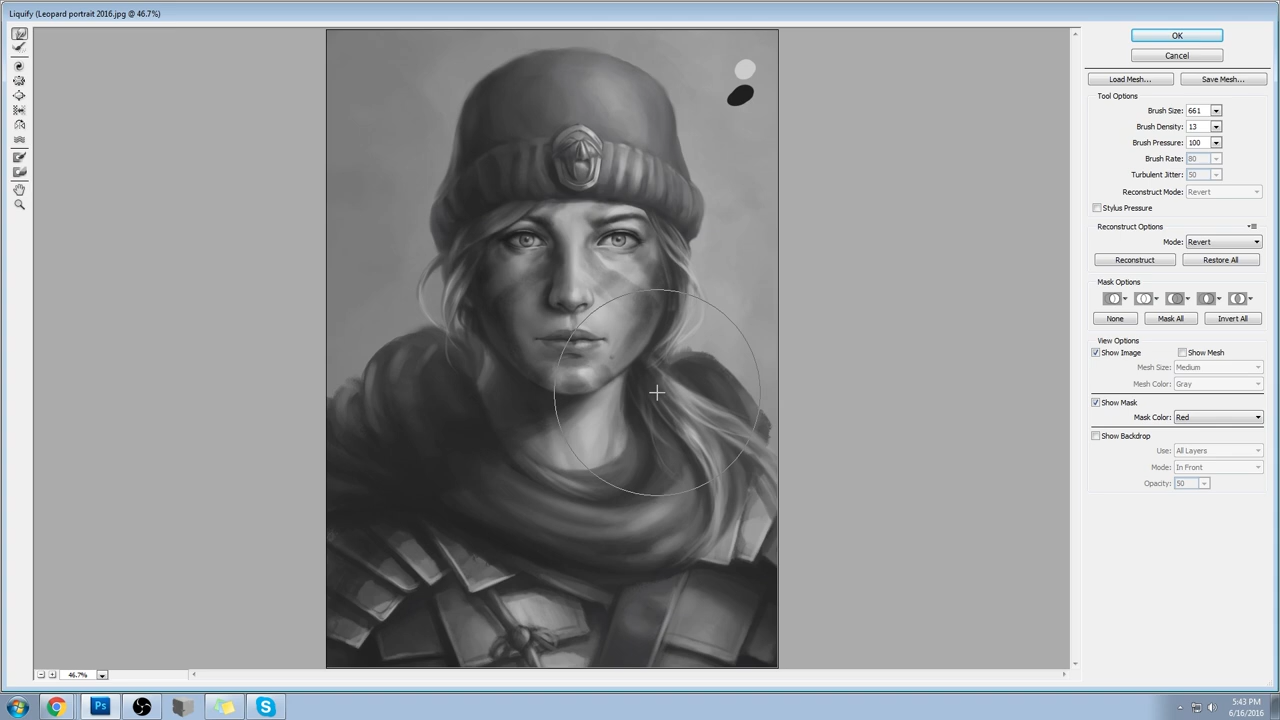 Liquify (Leopard portrait 2016.jpg @ 46.7%)
OK
Cancel
Load Mesh... Save Mesh...
Tool Options
Brush Size: 661
Brush Density: 13
Brush Pressure: 100
Brush Rate: 80
Turbulent Jitter: 50
Reconstruct Mode: Revert
Stylus Pressure
Reconstruct Options
Mode: Revert
Reconstruct Restore All
Mask Options
None Mask All Invert All
View Options
Show Image Show Mesh
Mesh Size: Medium
Mesh Color: Gray
Show Mask
Mask Color: Red
Show Backdrop
Use: All Layers
Mode: In Front
Opacity: 50
46.7%
Ps
S
5:43 PM
6/16/2016